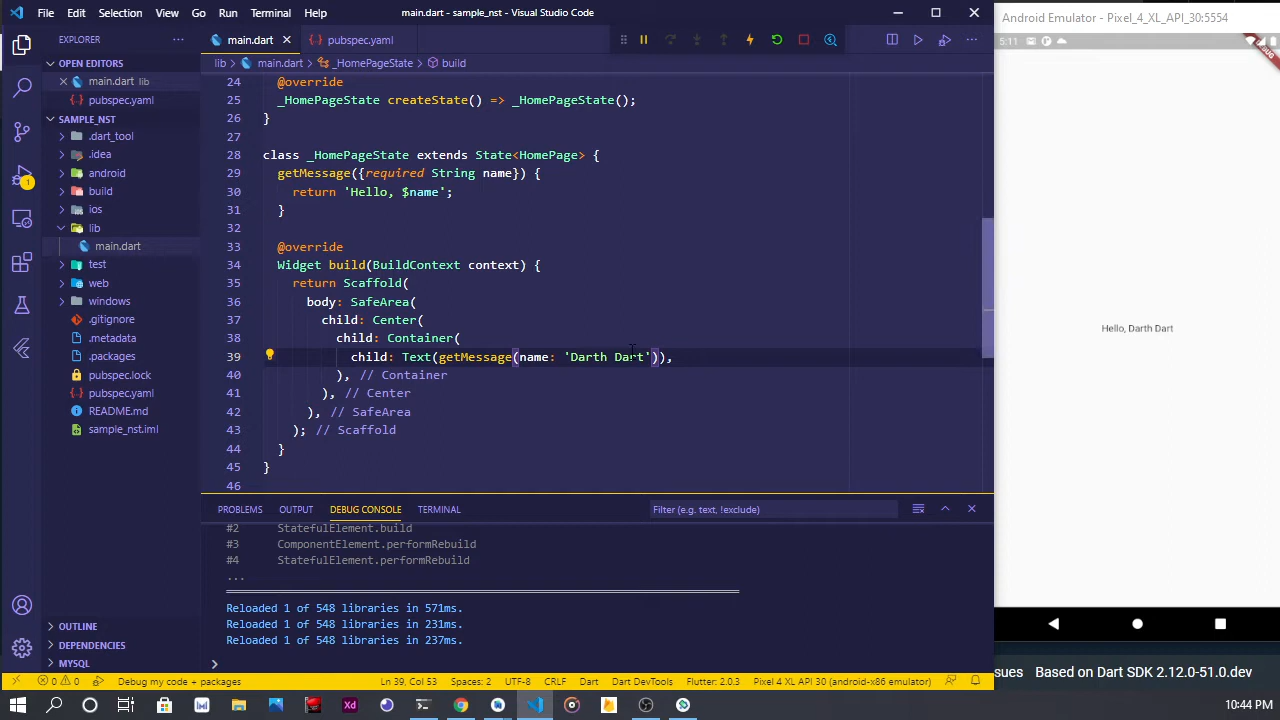 File Edit Selection View Go Run Terminal Help
main.dart - sample_nst - Visual Studio Code
Android Emulator - Pixel_4_XL_API_30:5554
EXPLORER
OPEN EDITORS
main.dart lib
pubspec.yaml
SAMPLE_NST
.dart_tool
.idea
android
build
ios
lib
main.dart
test
web
windows
.gitignore
.metadata
.packages
pubspec.lock
pubspec.yaml
README.md
sample_nst.iml
OUTLINE
DEPENDENCIES
MYSQL
1
main.dart
pubspec.yaml
lib > main.dart > _HomePageState > build
24 @override
25 _HomePageState createState() => _HomePageState();
26 }
27
28 class _HomePageState extends State<HomePage> {
29 getMessage({required String name}) {
30 return 'Hello, $name';
31 }
32
33 @override
34 Widget build(BuildContext context) {
35 return Scaffold(
36 body: SafeArea(
37 child: Center(
38 child: Container(
39 child: Text(getMessage(name: 'Darth Dart')),
40 ), // Container
41 ), // Center
42 ), // SafeArea
43 ); // Scaffold
44 }
45 }
46
PROBLEMS OUTPUT DEBUG CONSOLE TERMINAL
Filter (e.g. text, !exclude)
#2 StatefulElement.build
#3 ComponentElement.performRebuild
#4 StatefulElement.performRebuild
...
Reloaded 1 of 548 libraries in 571ms.
Reloaded 1 of 548 libraries in 231ms.
Reloaded 1 of 548 libraries in 237ms.
0 0 Debug my code + packages
Ln 39, Col 53 Spaces: 2 UTF-8 CRLF Dart Dart DevTools Flutter: 2.0.3 Pixel 4 XL API 30 (android-x86 emulator)
5:11
DEBUG
Hello, Darth Dart
sues Based on Dart SDK 2.12.0-51.0.dev
Xd
10:44 PM